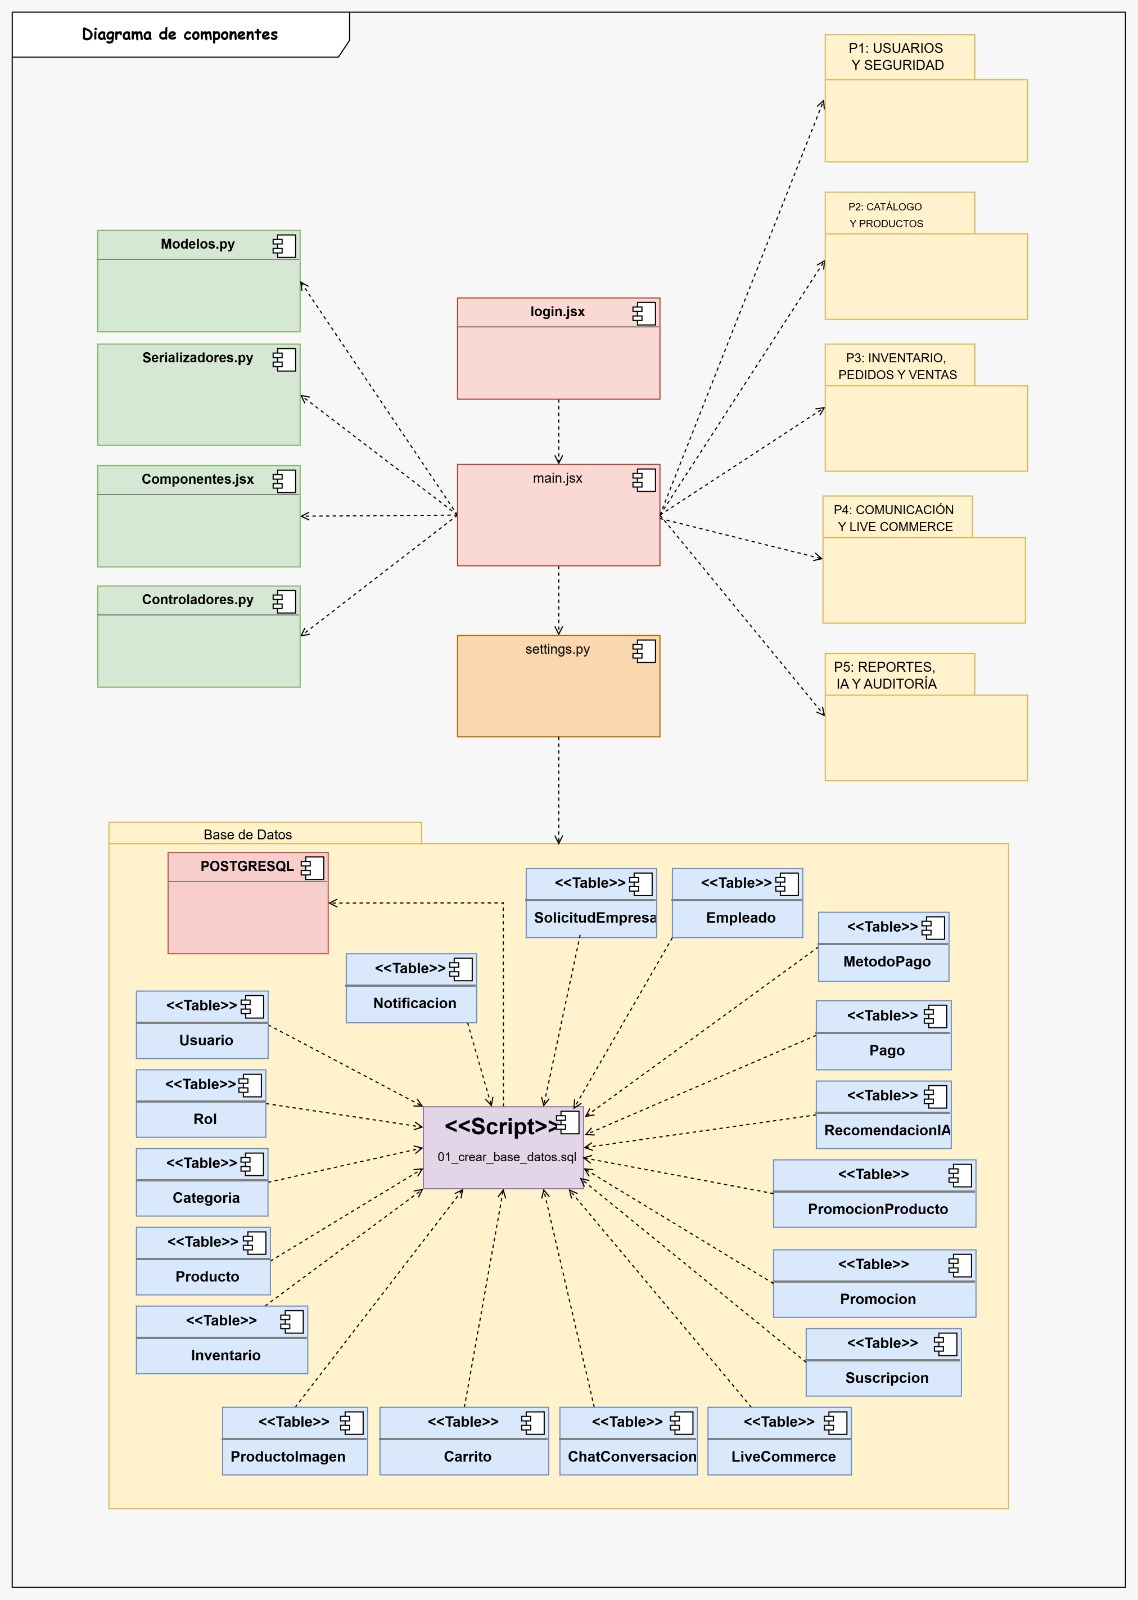 Diagrama de componentes
P1: USUARIOS
Y SEGURIDAD
P2: CATÁLOGO
Y PRODUCTOS
Modelos.py
login.jsx
Serializadores.py
P3: INVENTARIO,
PEDIDOS Y VENTAS
Componentes.jsx
main.jsx
P4: COMUNICACIÓN
Y LIVE COMMERCE
Controladores.py
settings.py
P5: REPORTES,
IA Y AUDITORÍA
Base de Datos
POSTGRESQL
<<Table>>
SolicitudEmpresa
<<Table>>
Empleado
<<Table>>
MetodoPago
<<Table>>
Notificacion
<<Table>>
Usuario
<<Table>>
Pago
<<Table>>
Rol
<<Table>>
RecomendacionIA
<<Script>>
01_crear_base_datos.sql
<<Table>>
Categoria
<<Table>>
PromocionProducto
<<Table>>
Producto
<<Table>>
Promocion
<<Table>>
Inventario
<<Table>>
Suscripcion
<<Table>>
ProductoImagen
<<Table>>
Carrito
<<Table>>
ChatConversacion
<<Table>>
LiveCommerce